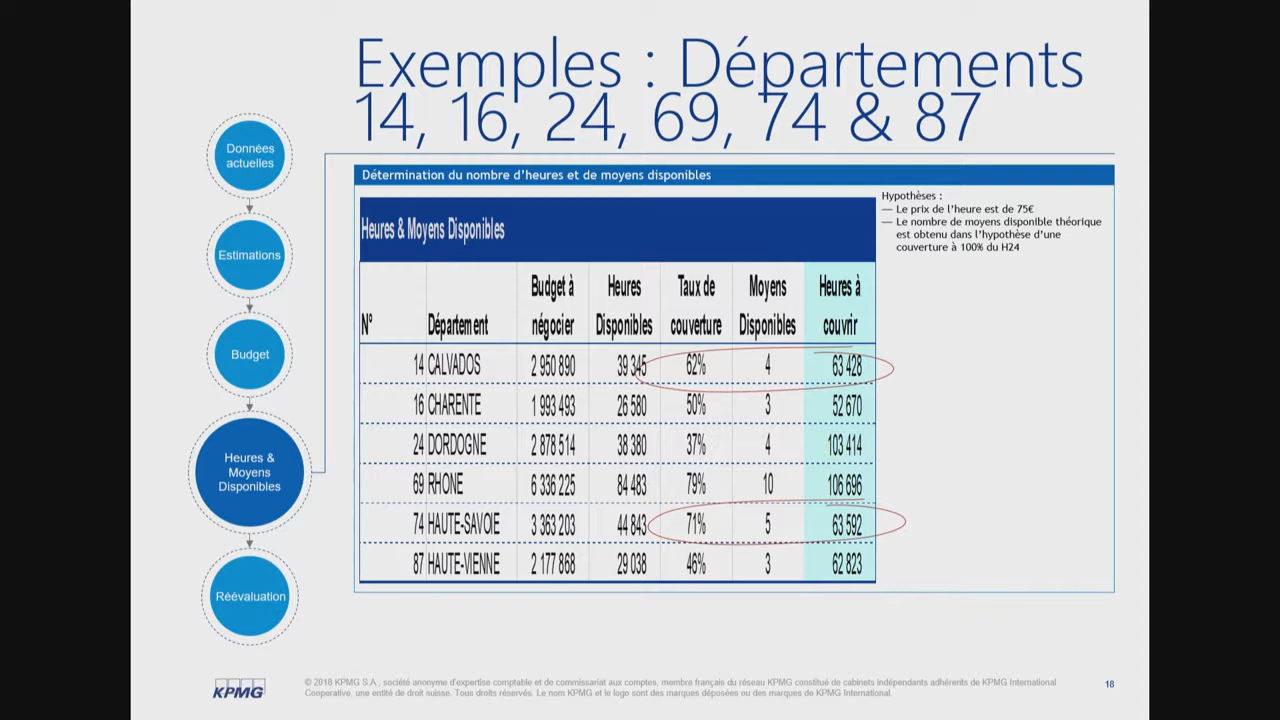 Exemples : Départements
14, 16, 24, 69, 74 & 87
Données
actuelles
Estimations
Budget
Heures &
Moyens
Disponibles
Réévaluation
Détermination du nombre d'heures et de moyens disponibles
Heures & Moyens Disponibles
N° Département Budget à négocier Heures Disponibles Taux de couverture Moyens Disponibles Heures à couvrir
14 CALVADOS 2 950 890 39 345 62% 4 63 428
16 CHARENTE 1 993 493 26 580 50% 3 52 670
24 DORDOGNE 2 878 514 38 380 37% 4 103 414
69 RHONE 6 336 225 84 483 79% 10 106 696
74 HAUTE-SAVOIE 3 363 203 44 843 71% 5 63 592
87 HAUTE-VIENNE 2 177 868 29 038 46% 3 62 823
Hypothèses :
— Le prix de l'heure est de 75€
— Le nombre de moyens disponible théorique
est obtenu dans l'hypothèse d'une
couverture à 100% du H24
KPMG
© 2018 KPMG S.A., société anonyme d'expertise comptable et de commissariat aux comptes, membre français du réseau KPMG constitué de cabinets indépendants adhérents de KPMG International
Cooperative, une entité de droit suisse. Tous droits réservés. Le nom KPMG et le logo sont des marques déposées ou des marques de KPMG International.
18